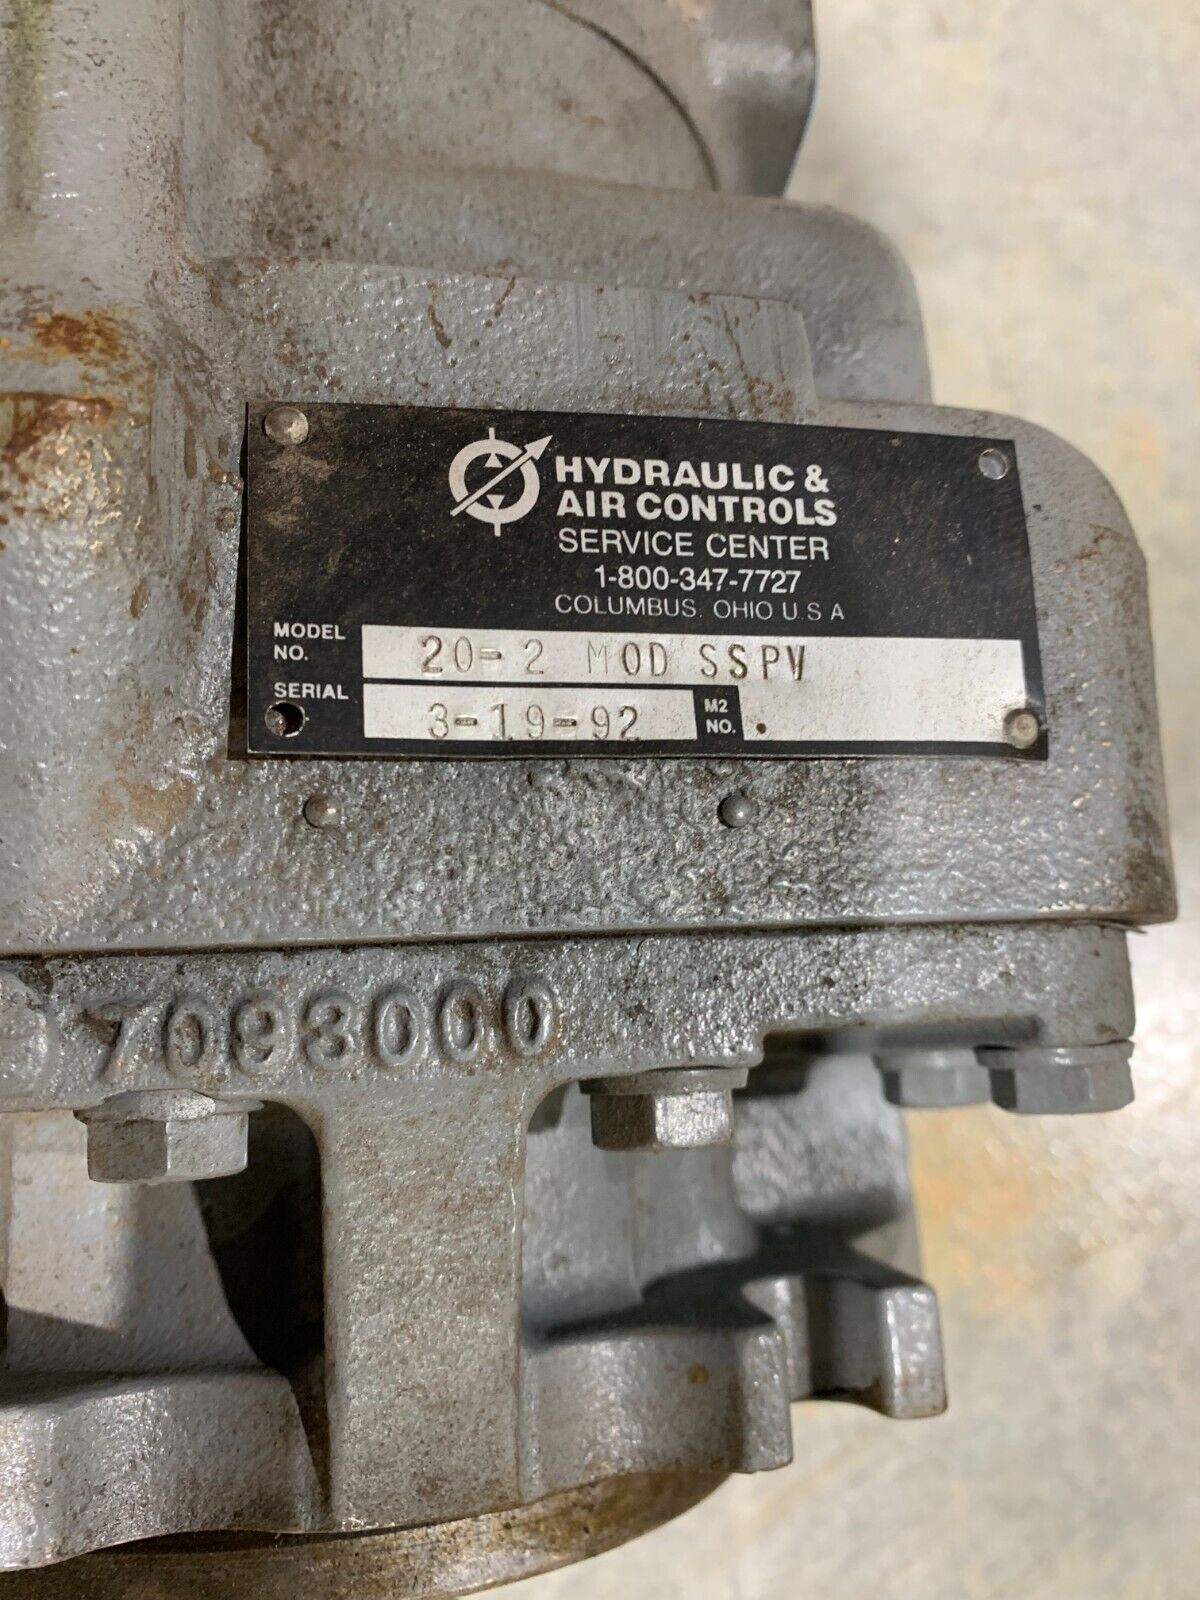 HYDRAULIC &
AIR CONTROLS
SERVICE CENTER
1-800-347-7727
COLUMBUS, OHIO U.S.A
MODEL NO. 20-2 MOD SSPV
SERIAL 3-19-92 M2 NO.
7093000